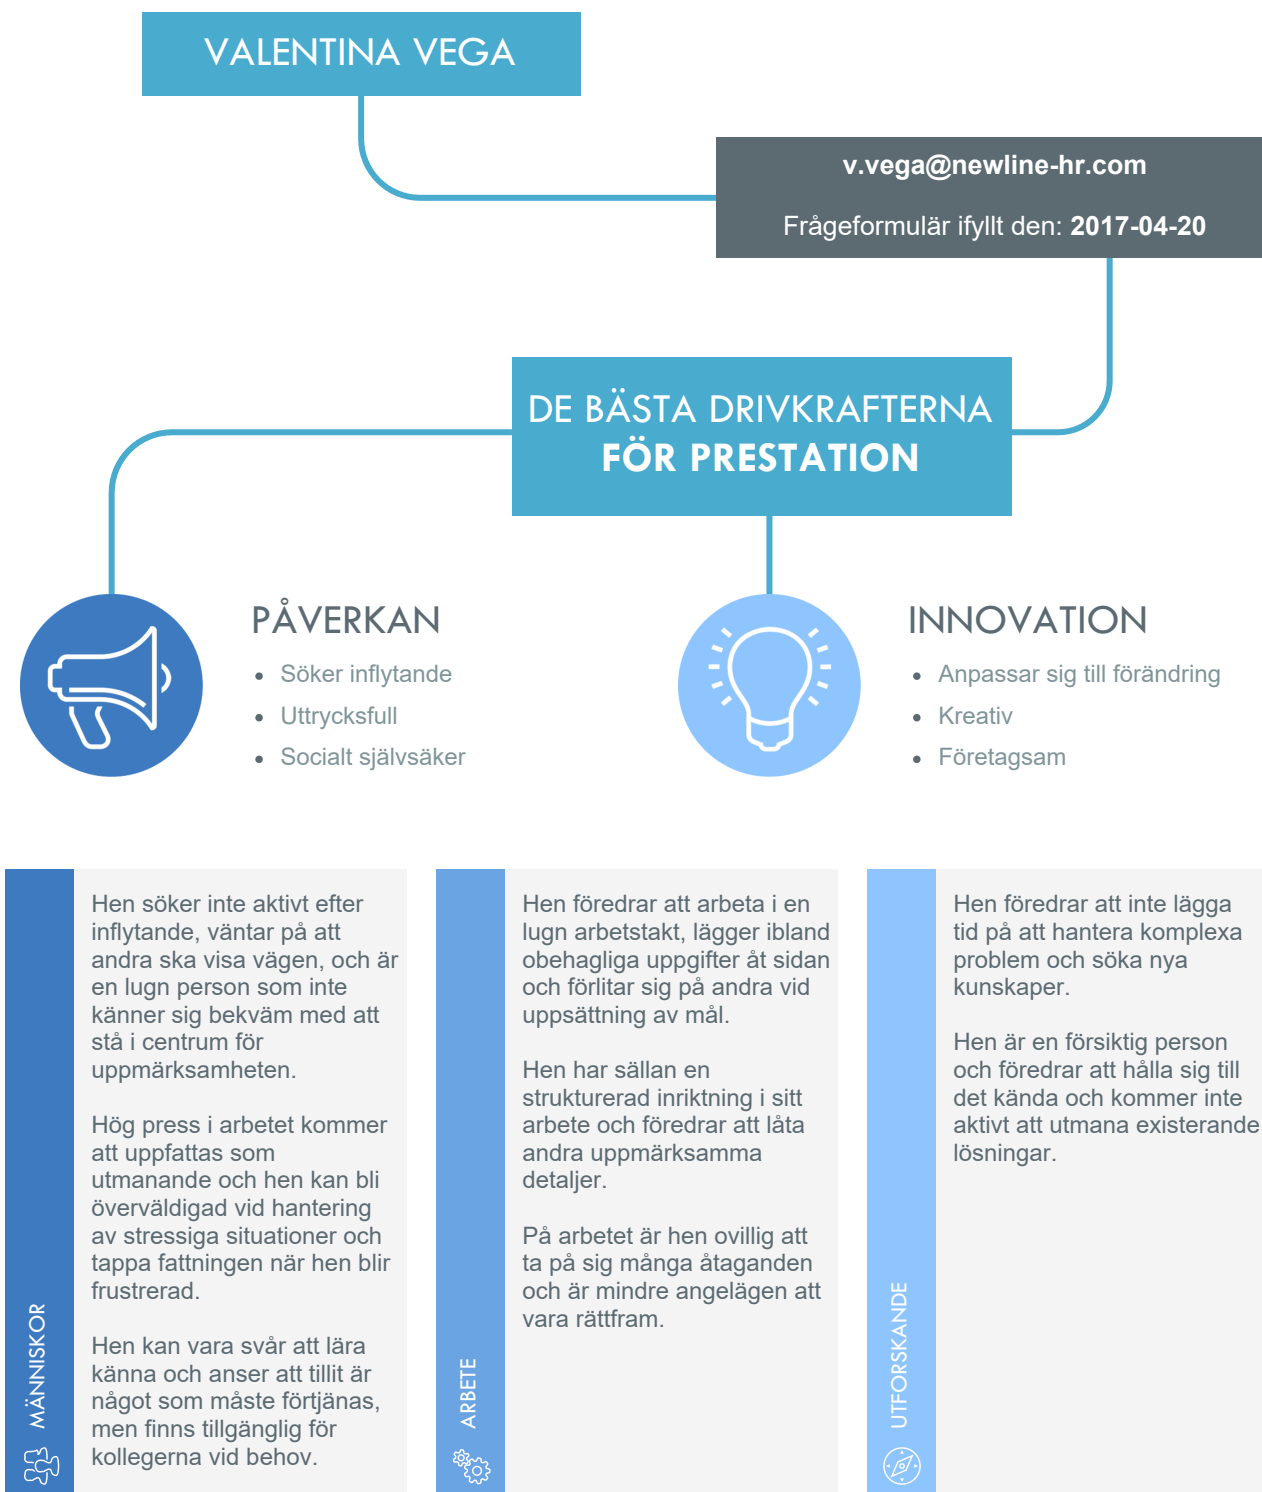 VALENTINA VEGA
v.vega@newline-hr.com
Frågeformulär ifyllt den: 2017-04-20
DE BÄSTA DRIVKRAFTERNA
FÖR PRESTATION
PÅVERKAN
• Söker inflytande
• Uttrycksfull
• Socialt självsäker
INNOVATION
• Anpassar sig till förändring
• Kreativ
• Företagsam
MÄNNISKOR
Hen söker inte aktivt efter
inflytande, väntar på att
andra ska visa vägen, och är
en lugn person som inte
känner sig bekväm med att
stå i centrum för
uppmärksamheten.
Hög press i arbetet kommer
att uppfattas som
utmanande och hen kan bli
överväldigad vid hantering
av stressiga situationer och
tappa fattningen när hen blir
frustrerad.
Hen kan vara svår att lära
känna och anser att tillit är
något som måste förtjänas,
men finns tillgänglig för
kollegerna vid behov.
ARBETE
Hen föredrar att arbeta i en
lugn arbetstakt, lägger ibland
obehagliga uppgifter åt sidan
och förlitar sig på andra vid
uppsättning av mål.
Hen har sällan en
strukturerad inriktning i sitt
arbete och föredrar att låta
andra uppmärksamma
detaljer.
På arbetet är hen ovillig att
ta på sig många åtaganden
och är mindre angelägen att
vara rättfram.
UTFORSKANDE
Hen föredrar att inte lägga
tid på att hantera komplexa
problem och söka nya
kunskaper.
Hen är en försiktig person
och föredrar att hålla sig till
det kända och kommer inte
aktivt att utmana existerande
lösningar.